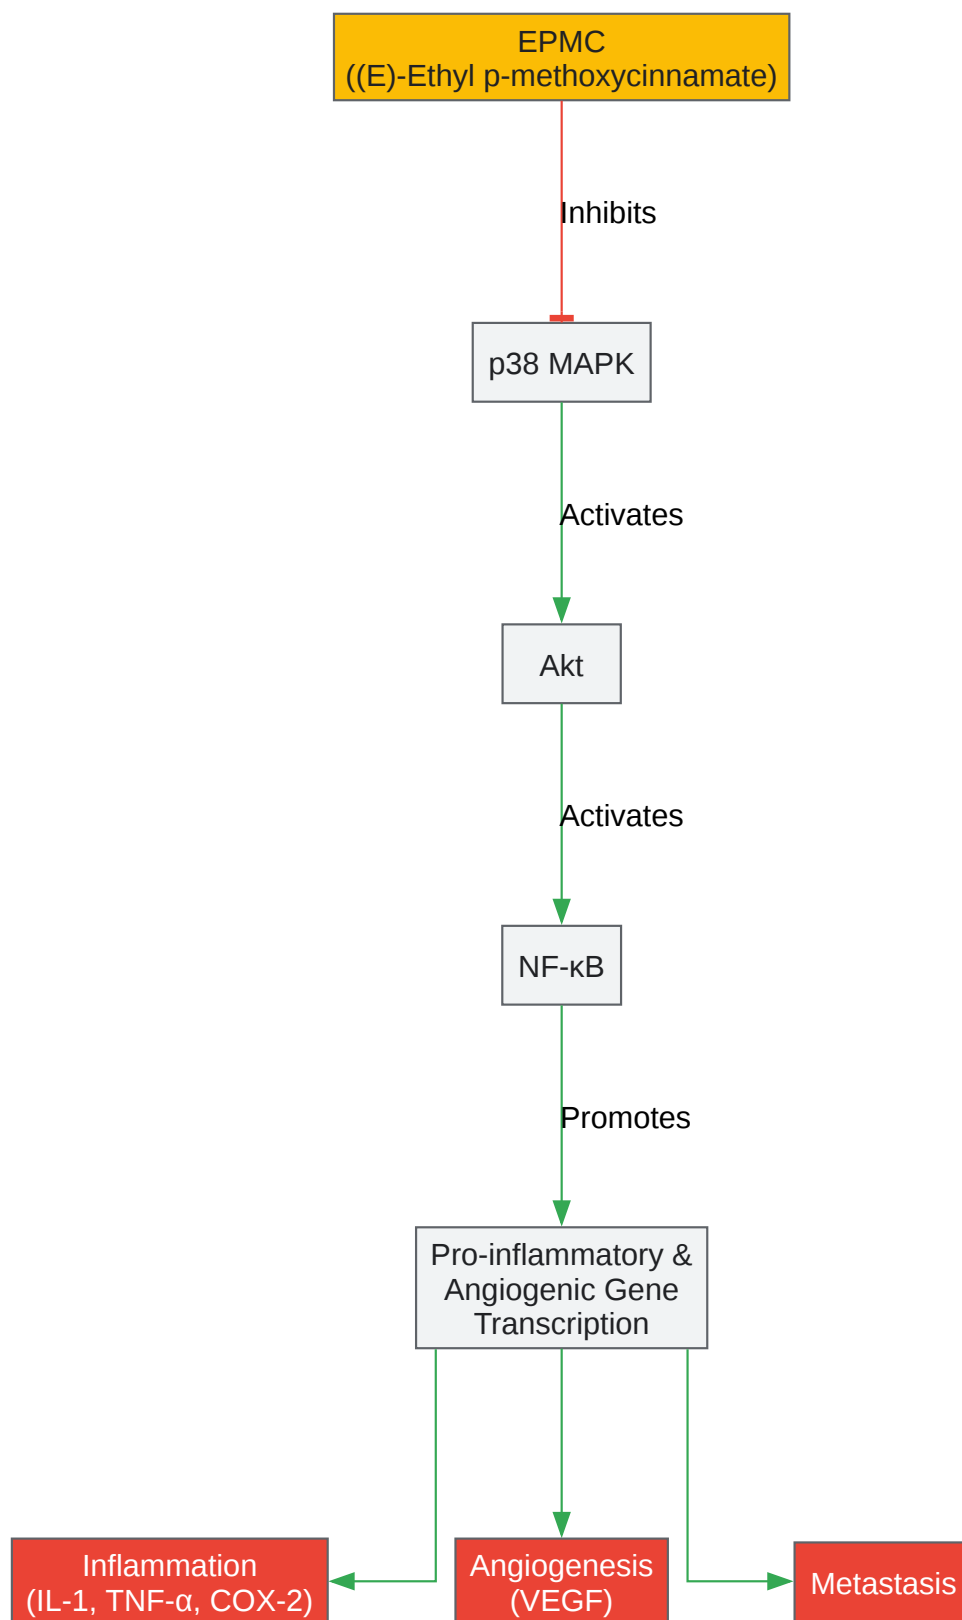 EPMC
((E)-Ethyl p-methoxycinnamate)
Inhibits
p38 MAPK
Activates
Akt
Activates
NF-κB
Promotes
Pro-inflammatory &
Angiogenic Gene
Transcription
Inflammation
(IL-1, TNF-α, COX-2)
Angiogenesis
(VEGF)
Metastasis